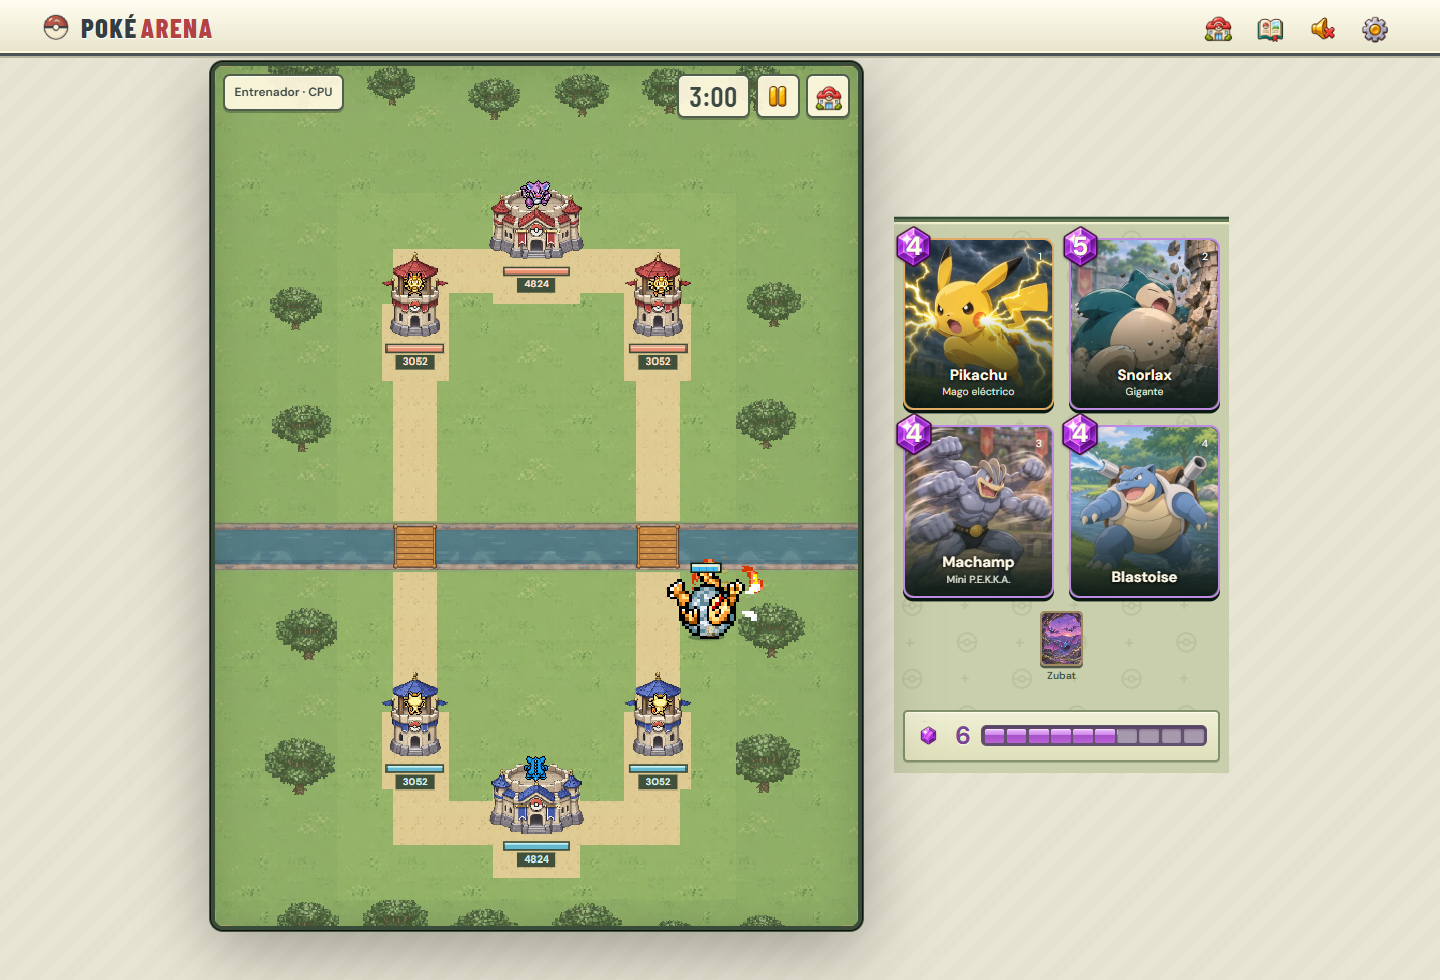 POKÉ ARENA
Entrenador · CPU
3:00
4824
3052
3052
3052
3052
4824
4
1
Pikachu
Mago eléctrico
5
2
Snorlax
Gigante
4
3
Machamp
Mini P.E.K.K.A.
4
4
Blastoise
Zubat
6